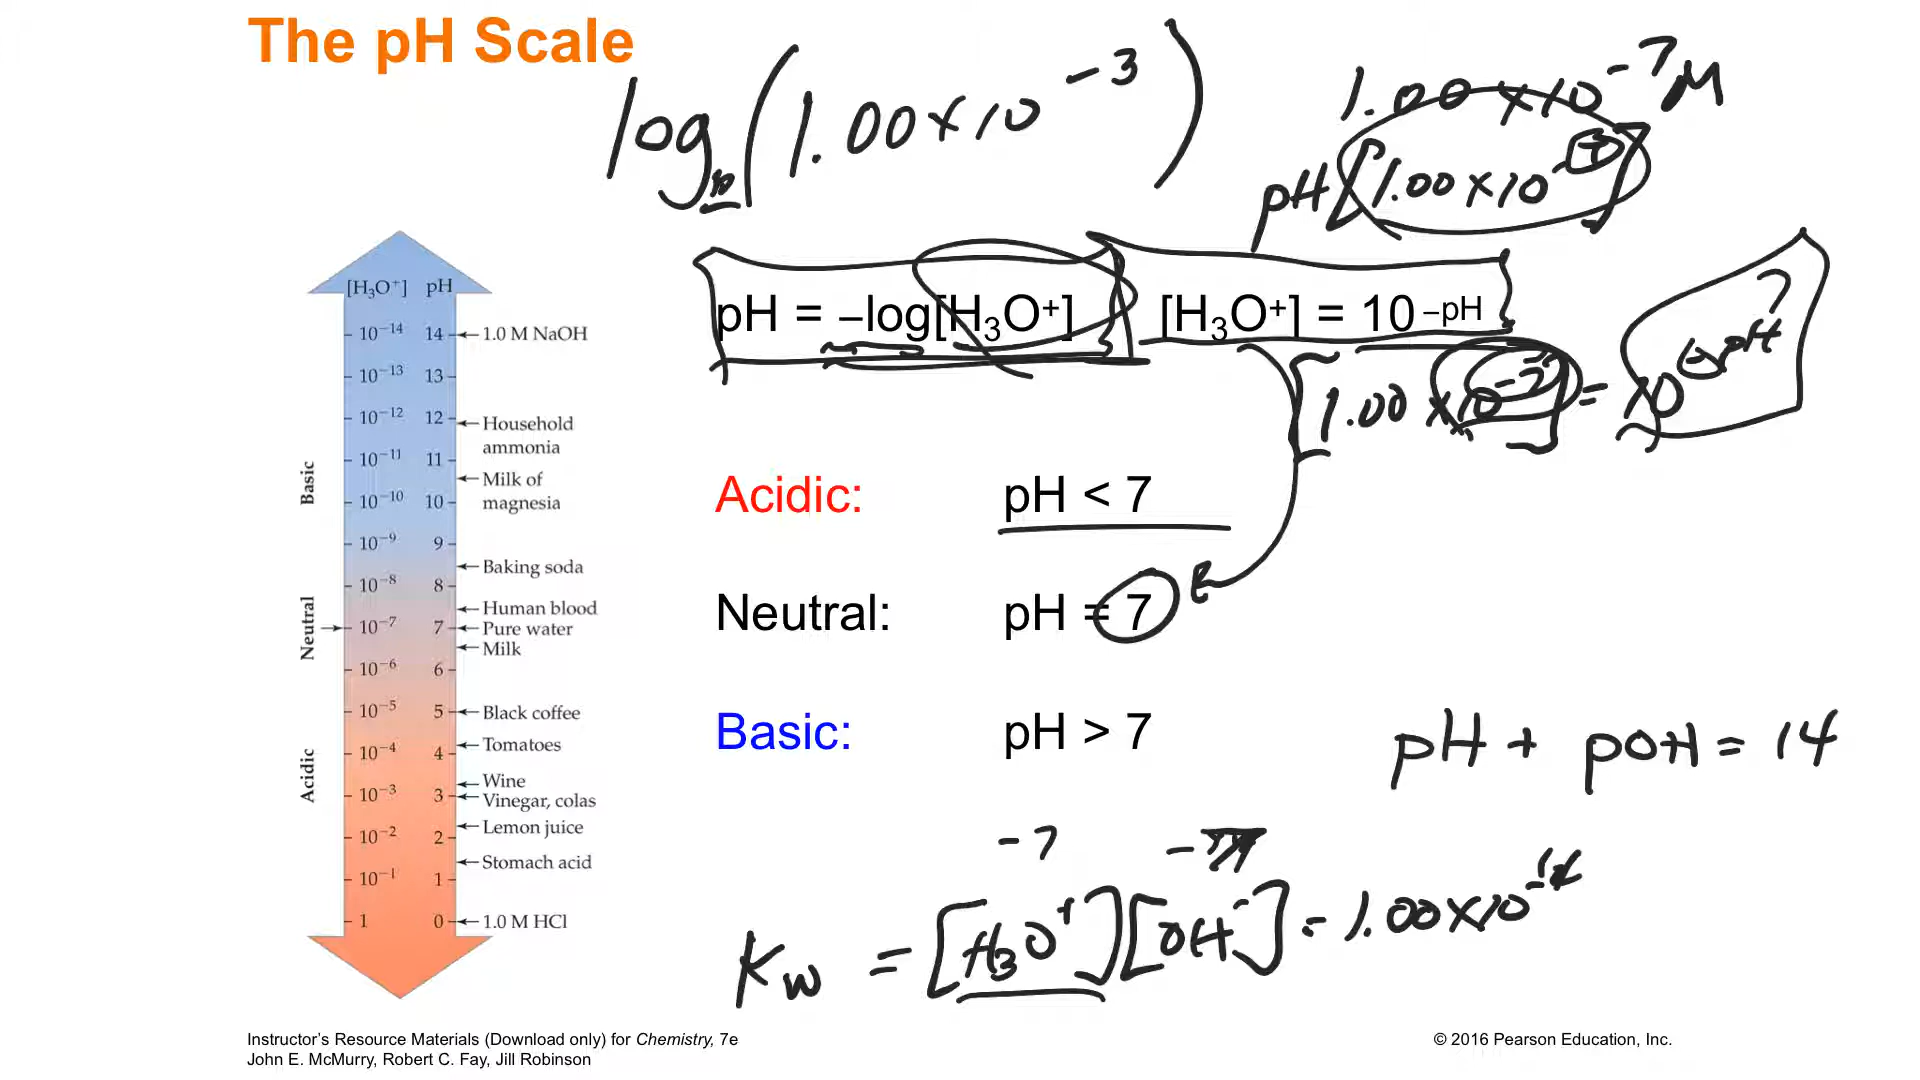 The pH Scale
log10(1.00×10^-3)
1.00×10^-7 M
pH [1.00×10^-7]
pH = –log[H3O+]
[H3O+] = 10^–pH
[1.00 ×10^-7] = 10^-pH ?
Acidic: pH < 7
Neutral: pH = 7
Basic: pH > 7
pH + pOH = 14
-7
Kw = [H3O+][OH-] = 1.00×10^-14
[H3O+] pH
10−14 14 1.0 M NaOH
10−13 13
10−12 12 Household ammonia
10−11 11
Milk of magnesia
10−10 10
10−9 9
Baking soda
10−8 8
Human blood
10−7 7 Pure water
Milk
10−6 6
10−5 5 Black coffee
Tomatoes
10−4 4
Wine
10−3 3 Vinegar, colas
Lemon juice
10−2 2
Stomach acid
10−1 1
1 0 1.0 M HCl
Basic
Neutral
Acidic
Instructor’s Resource Materials (Download only) for Chemistry, 7e
John E. McMurry, Robert C. Fay, Jill Robinson
© 2016 Pearson Education, Inc.